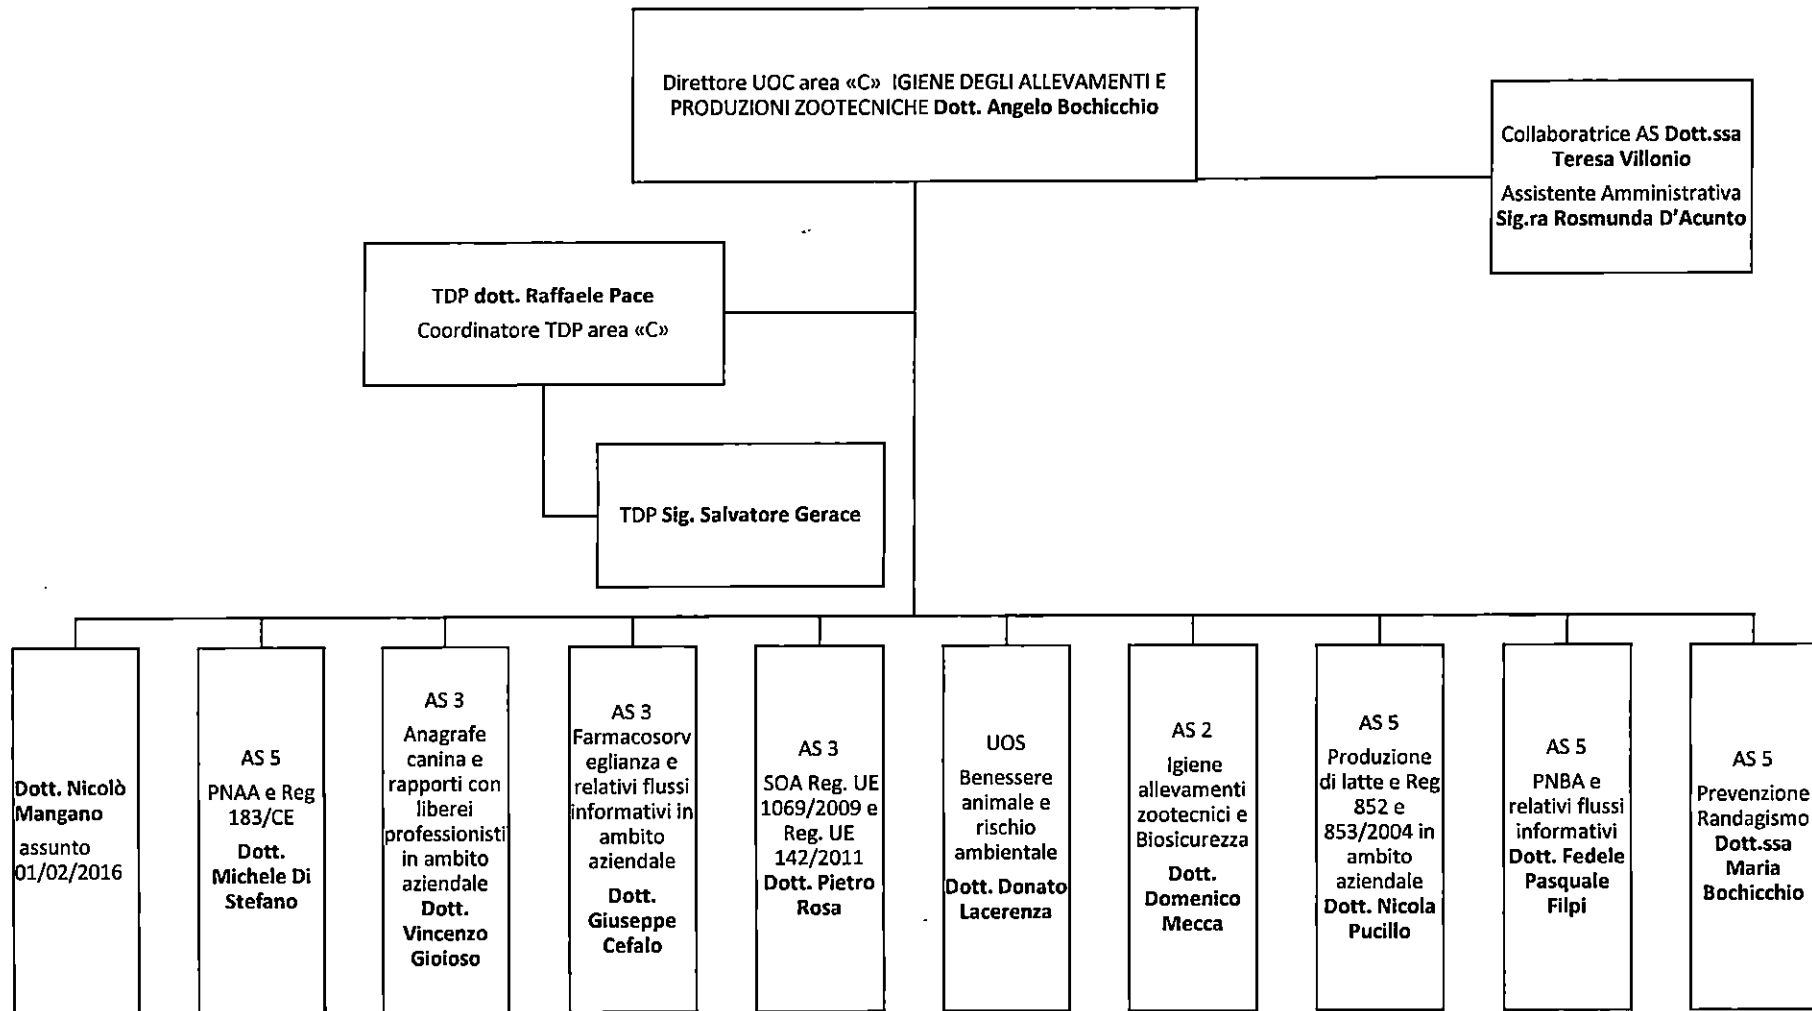 Direttore UOC area «C» IGIENE DEGLI ALLEVAMENTI E
PRODUZIONI ZOOTECNICHE Dott. Angelo Bochicchio
Collaboratrice AS Dott.ssa
Teresa Villonio
Assistente Amministrativa
Sig.ra Rosmunda D'Acunto
TDP dott. Raffaele Pace
Coordinatore TDP area «C»
TDP Sig. Salvatore Gerace
Dott. Nicolò
Mangano
assunto
01/02/2016
AS 5
PNAA e Reg
183/CE
Dott.
Michele Di
Stefano
AS 3
Anagrafe
canina e
rapporti con
liberei
professionisti
in ambito
aziendale
Dott.
Vincenzo
Gioioso
AS 3
Farmacosorv
eglianza e
relativi flussi
informativi in
ambito
aziendale
Dott.
Giuseppe
Cefalo
AS 3
SOA Reg. UE
1069/2009 e
Reg. UE
142/2011
Dott. Pietro
Rosa
UOS
Benessere
animale e
rischio
ambientale
Dott. Donato
Lacerenza
AS 2
Igiene
allevamenti
zootecnici e
Biosicurezza
Dott.
Domenico
Mecca
AS 5
Produzione
di latte e Reg
852 e
853/2004 in
ambito
aziendale
Dott. Nicola
Pucillo
AS 5
PNBA e
relativi flussi
informativi
Dott. Fedele
Pasquale
Filpi
AS 5
Prevenzione
Randagismo
Dott.ssa
Maria
Bochicchio